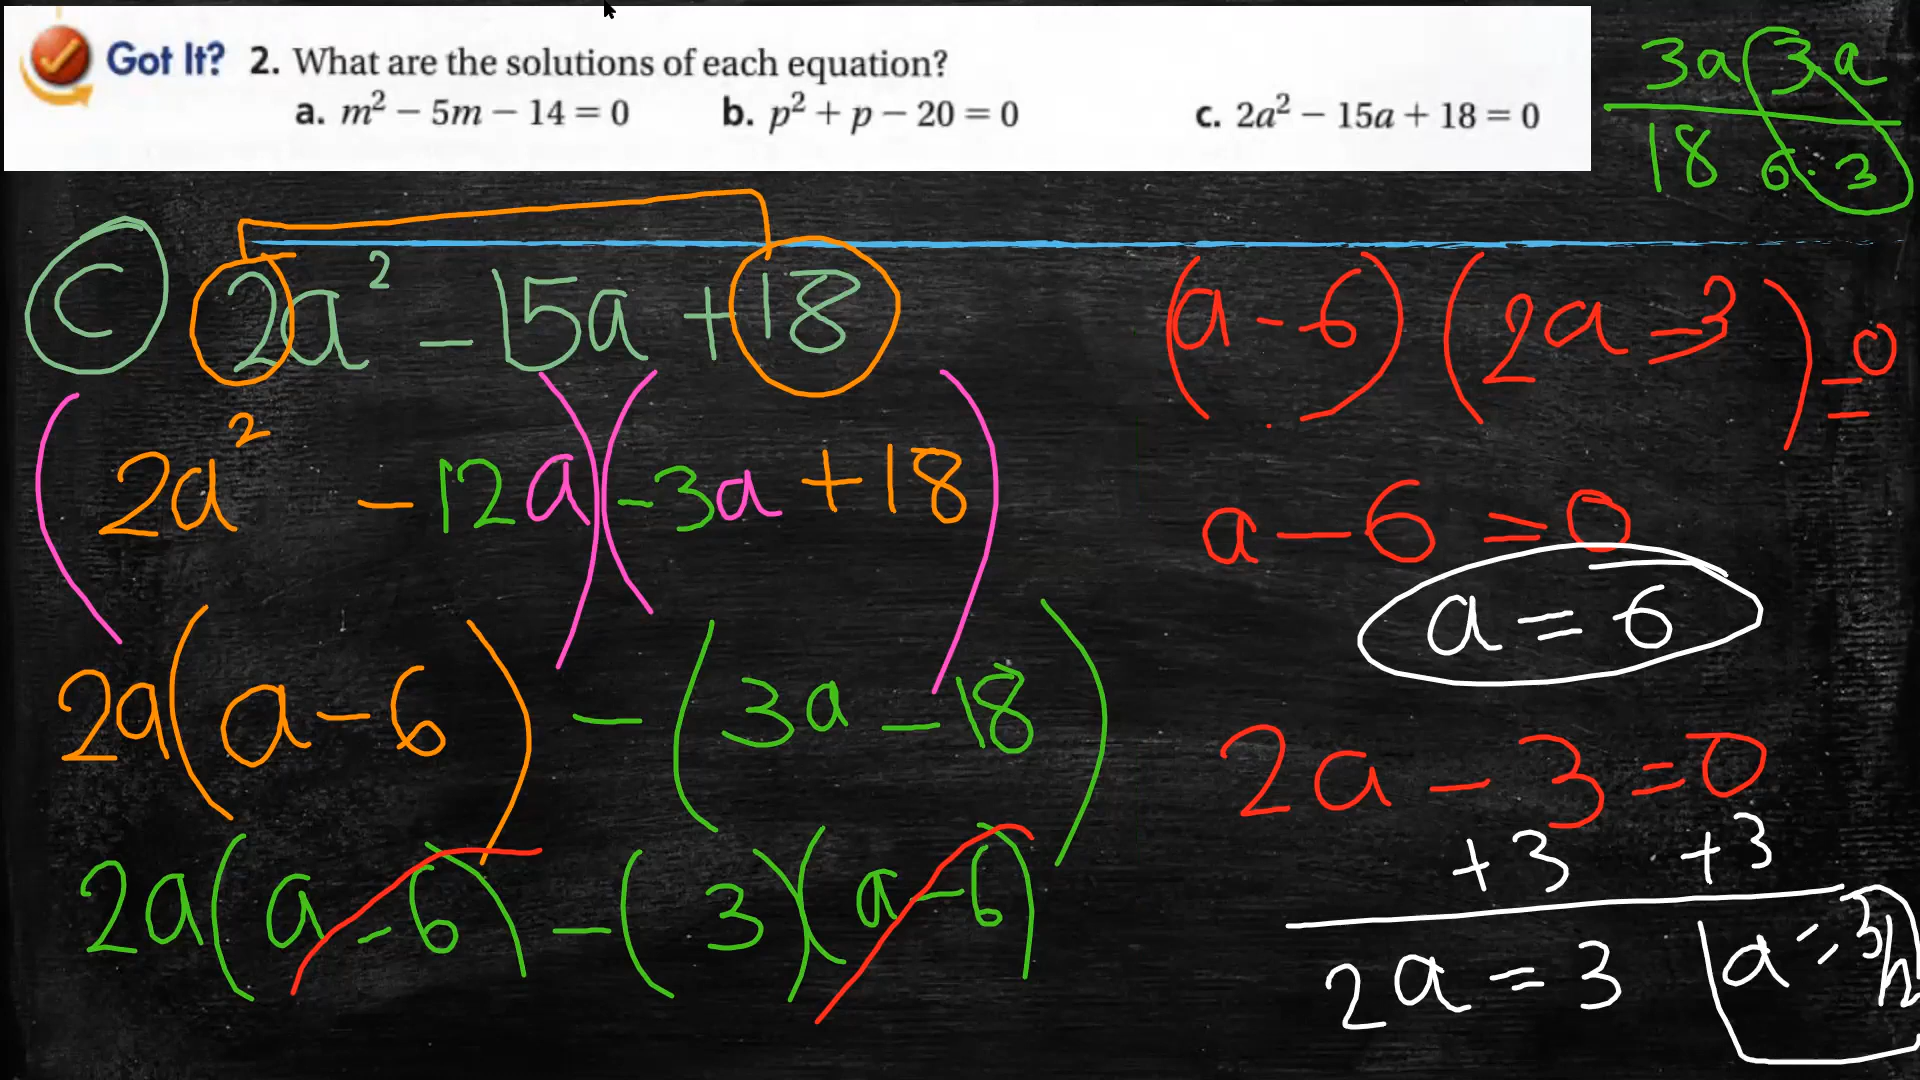 Got It? 2. What are the solutions of each equation?
a. m² − 5m − 14 = 0 b. p² + p − 20 = 0 c. 2a² − 15a + 18 = 0
3a 3a
18 6·3
C 2a² − 15a + 18
(2a² − 12a)(−3a + 18)
2a(a − 6) − (3a − 18)
2a(a − 6) − (3)(a − 6)
(a − 6)(2a − 3) = 0
a − 6 = 0
a = 6
2a − 3 = 0
+3 +3
2a = 3 a = 3/2